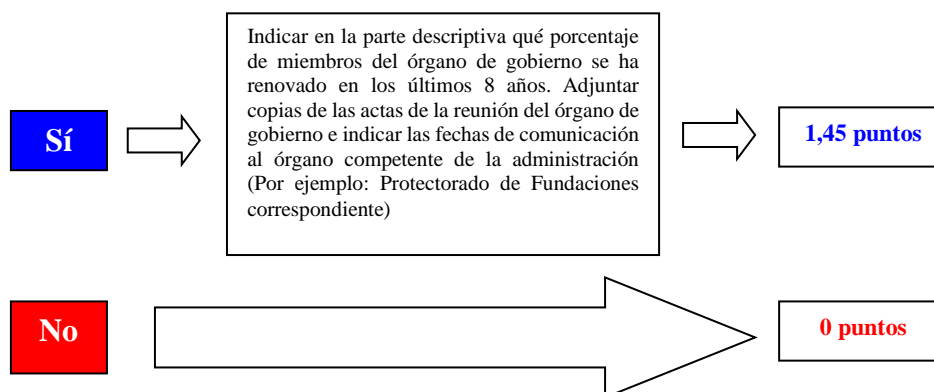 Indicar en la parte descriptiva qué porcentaje
de miembros del órgano de gobierno se ha
renovado en los últimos 8 años. Adjuntar
copias de las actas de la reunión del órgano de
gobierno e indicar las fechas de comunicación
al órgano competente de la administración
(Por ejemplo: Protectorado de Fundaciones
correspondiente)
Sí
1,45 puntos
No
0 puntos